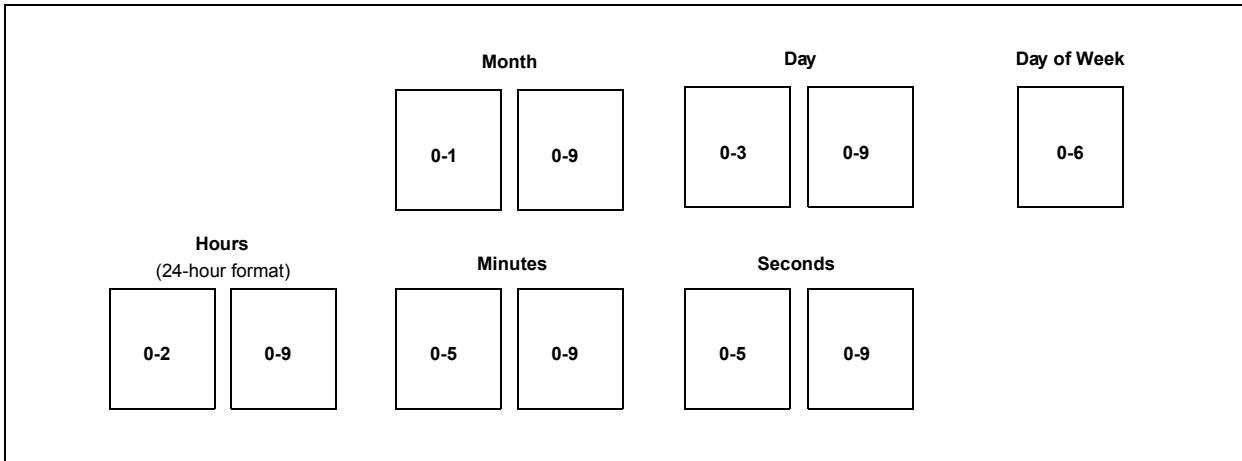 Month Day Day of Week
0-1 0-9 0-3 0-9 0-6
Hours
(24-hour format) Minutes Seconds
0-2 0-9 0-5 0-9 0-5 0-9